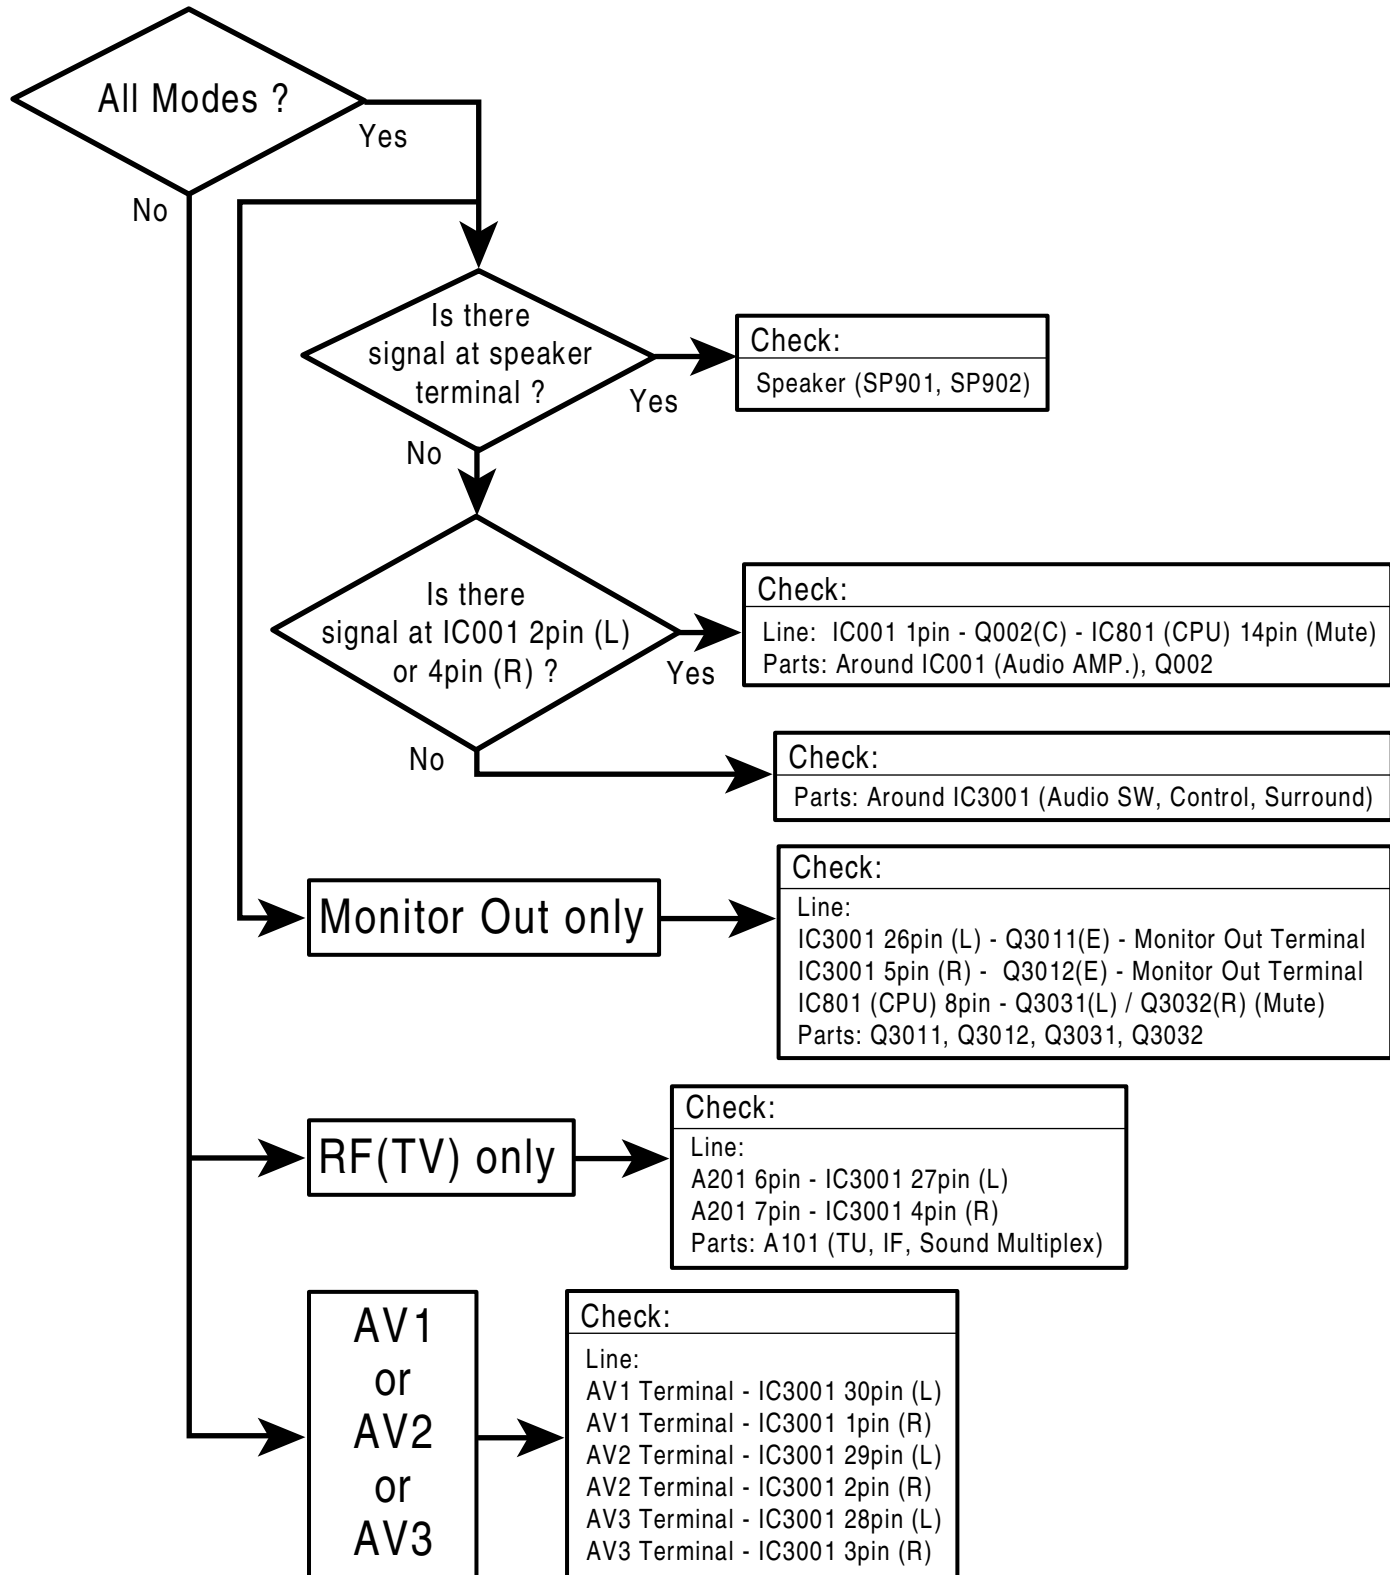 All Modes ?
Yes
No
Is there
signal at speaker
terminal ?
Yes
No
Check:
Speaker (SP901, SP902)
Is there
signal at IC001 2pin (L)
or 4pin (R) ?
Yes
No
Check:
Line: IC001 1pin - Q002(C) - IC801 (CPU) 14pin (Mute)
Parts: Around IC001 (Audio AMP.), Q002
Check:
Parts: Around IC3001 (Audio SW, Control, Surround)
Monitor Out only
Check:
Line:
IC3001 26pin (L) - Q3011(E) - Monitor Out Terminal
IC3001 5pin (R) - Q3012(E) - Monitor Out Terminal
IC801 (CPU) 8pin - Q3031(L) / Q3032(R) (Mute)
Parts: Q3011, Q3012, Q3031, Q3032
RF(TV) only
Check:
Line:
A201 6pin - IC3001 27pin (L)
A201 7pin - IC3001 4pin (R)
Parts: A101 (TU, IF, Sound Multiplex)
AV1
or
AV2
or
AV3
Check:
Line:
AV1 Terminal - IC3001 30pin (L)
AV1 Terminal - IC3001 1pin (R)
AV2 Terminal - IC3001 29pin (L)
AV2 Terminal - IC3001 2pin (R)
AV3 Terminal - IC3001 28pin (L)
AV3 Terminal - IC3001 3pin (R)